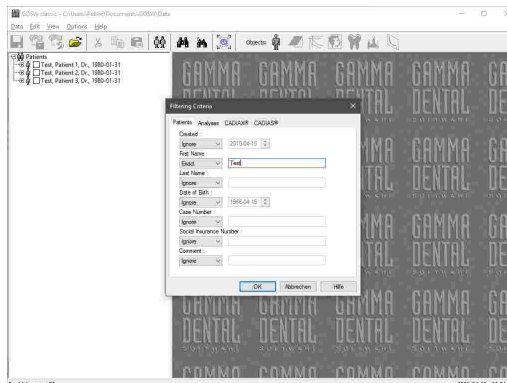 GDSW classic - C:\Users\Public\Documents\GDSW\Data
Data Edit View Options Help
Objects:
Patients
Test, Patient 1, Dr., 1980-01-31
Test, Patient 2, Dr., 1980-01-31
Test, Patient 3, Dr., 1980-01-31
GAMMA
DENTAL
SOFTWARE
Filtering Criteria
Patients Analyses CADIAX® CADIAS®
Created :
Ignore 2015-04-15
First Name :
Exact Test
Last Name :
Ignore
Date of Birth :
Ignore 1966-04-15
Case Number :
Ignore
Social Insurance Number :
Ignore
Comment :
Ignore
OK Abbrechen Hilfe